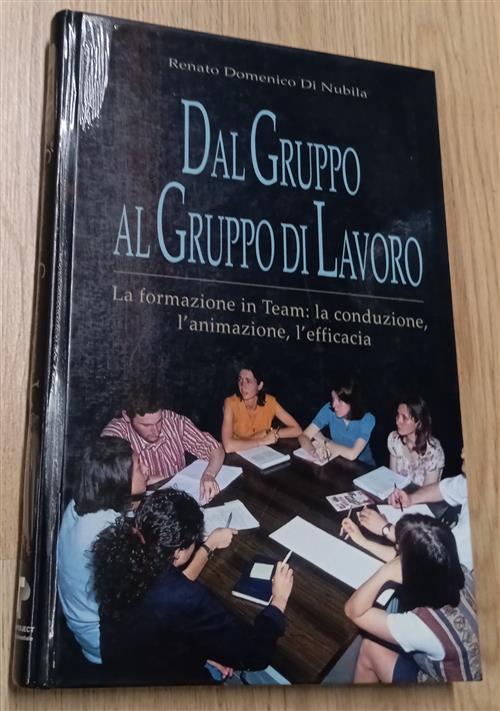 Renato Domenico Di Nubila
DAL GRUPPO
AL GRUPPO DI LAVORO
La formazione in Team: la conduzione,
l'animazione, l'efficacia